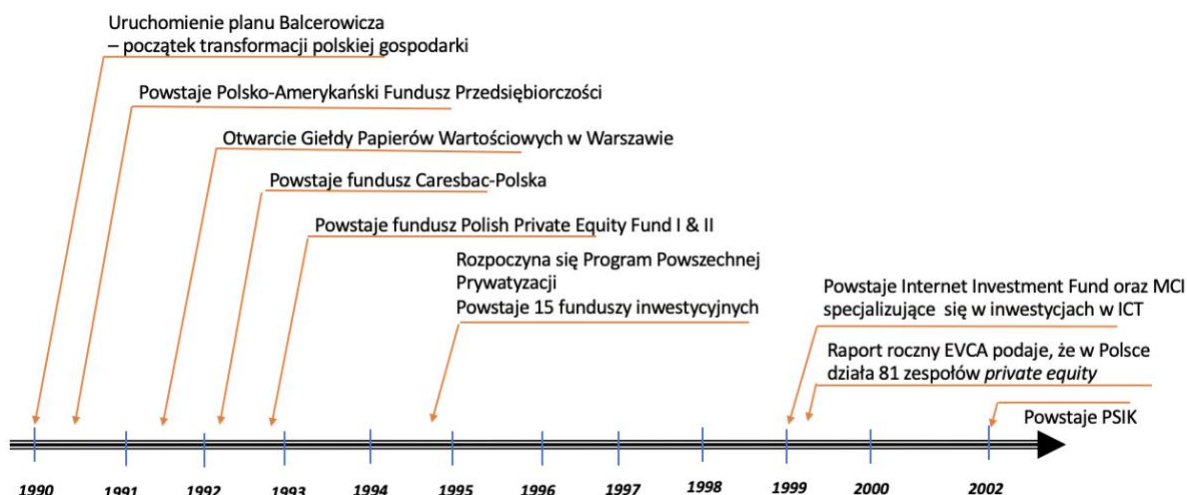 Uruchomienie planu Balcerowicza
– początek transformacji polskiej gospodarki
Powstaje Polsko-Amerykański Fundusz Przedsiębiorczości
Otwarcie Giełdy Papierów Wartościowych w Warszawie
Powstaje fundusz Caresbac-Polska
Powstaje fundusz Polish Private Equity Fund I & II
Rozpoczyna się Program Powszechnej
Prywatyzacji
Powstaje 15 funduszy inwestycyjnych
Powstaje Internet Investment Fund oraz MCI
specjalizujące się w inwestycjach w ICT
Raport roczny EVCA podaje, że w Polsce
działa 81 zespołów private equity
Powstaje PSIK
1990 1991 1992 1993 1994 1995 1996 1997 1998 1999 2000 2002